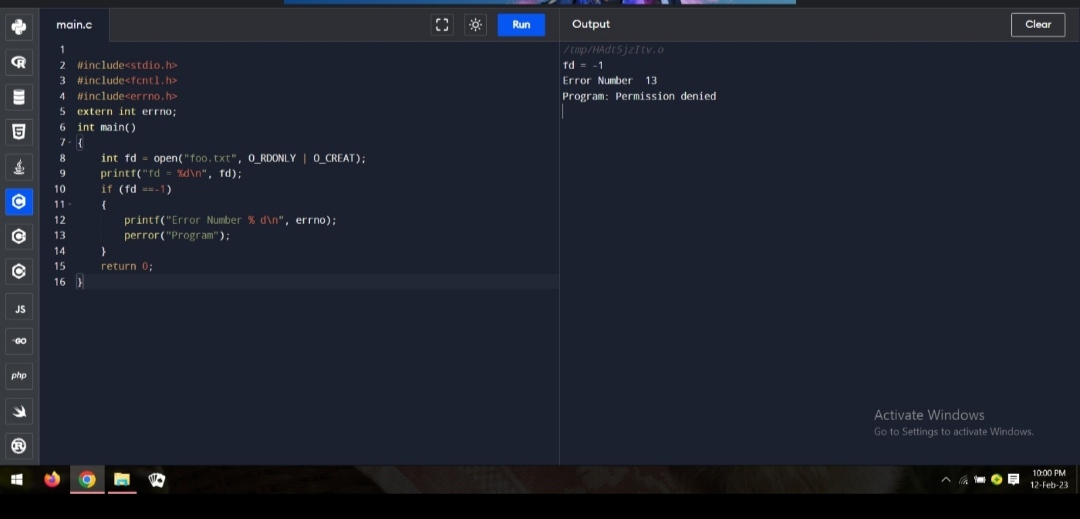 main.c
Run
Output
Clear
1
2 #include<stdio.h>
3 #include<fcntl.h>
4 #include<errno.h>
5 extern int errno;
6 int main()
7 {
8 int fd = open("foo.txt", O_RDONLY | O_CREAT);
9 printf("fd = %d\n", fd);
10 if (fd ==-1)
11 {
12 printf("Error Number % d\n", errno);
13 perror("Program");
14 }
15 return 0;
16 }
/tmp/HAdt5jzItv.o
fd = -1
Error Number 13
Program: Permission denied
JS
GO
php
Activate Windows
Go to Settings to activate Windows.
10:00 PM
12-Feb-23